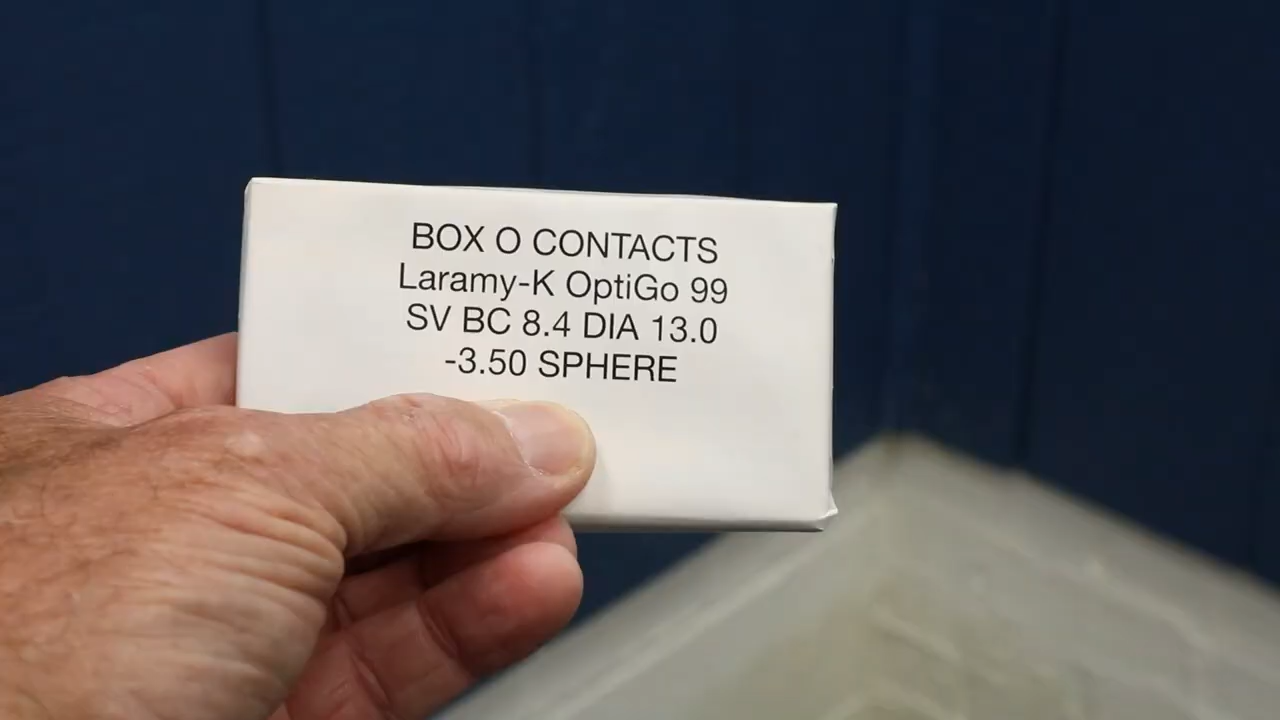 BOX O CONTACTS
Laramy-K OptiGo 99
SV BC 8.4 DIA 13.0
-3.50 SPHERE